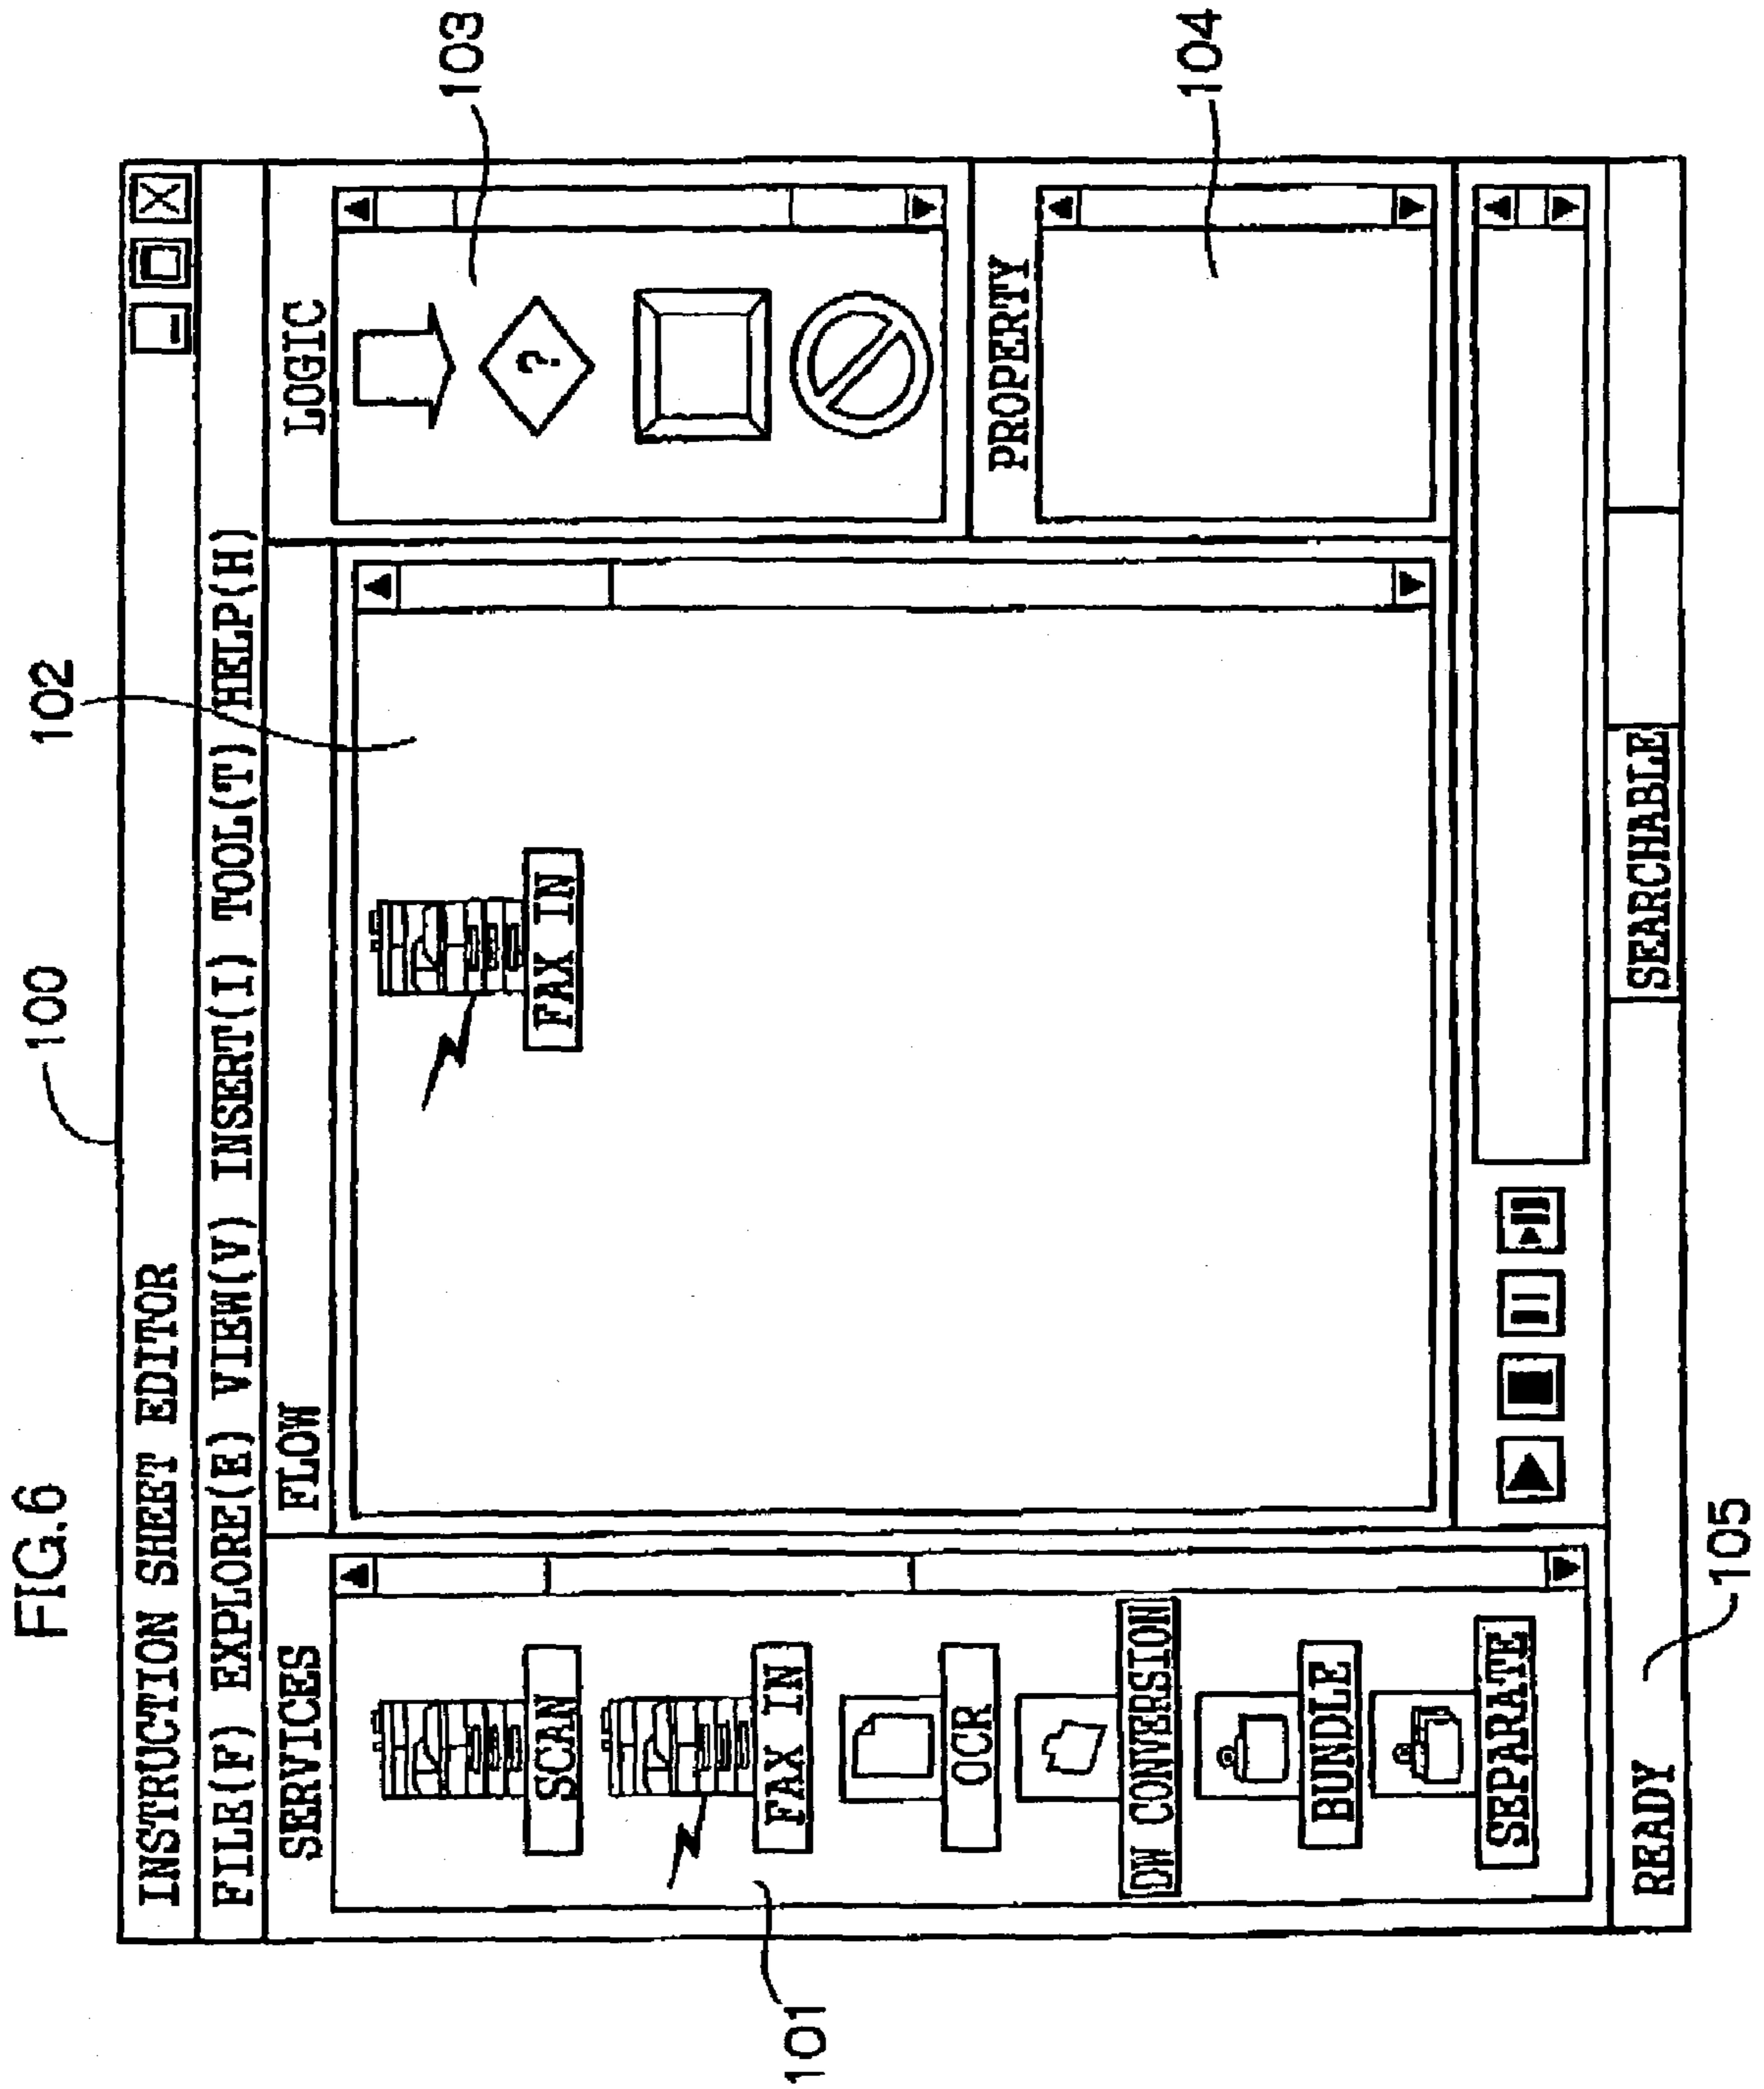 FIG.6
100
102
103
INSTRUCTION SHEET EDITOR
FILE(F) EXPLORE(E) VIEW(V) INSERT(I) TOOL(T) HELP(H)
SERVICES
FLOW
LOGIC
SCAN
FAX IN
OCR
DW CONVERSION
BUNDLE
SEPARATE
101
FAX IN
?
PROPERTY
104
READY
SEARCHABLE
105